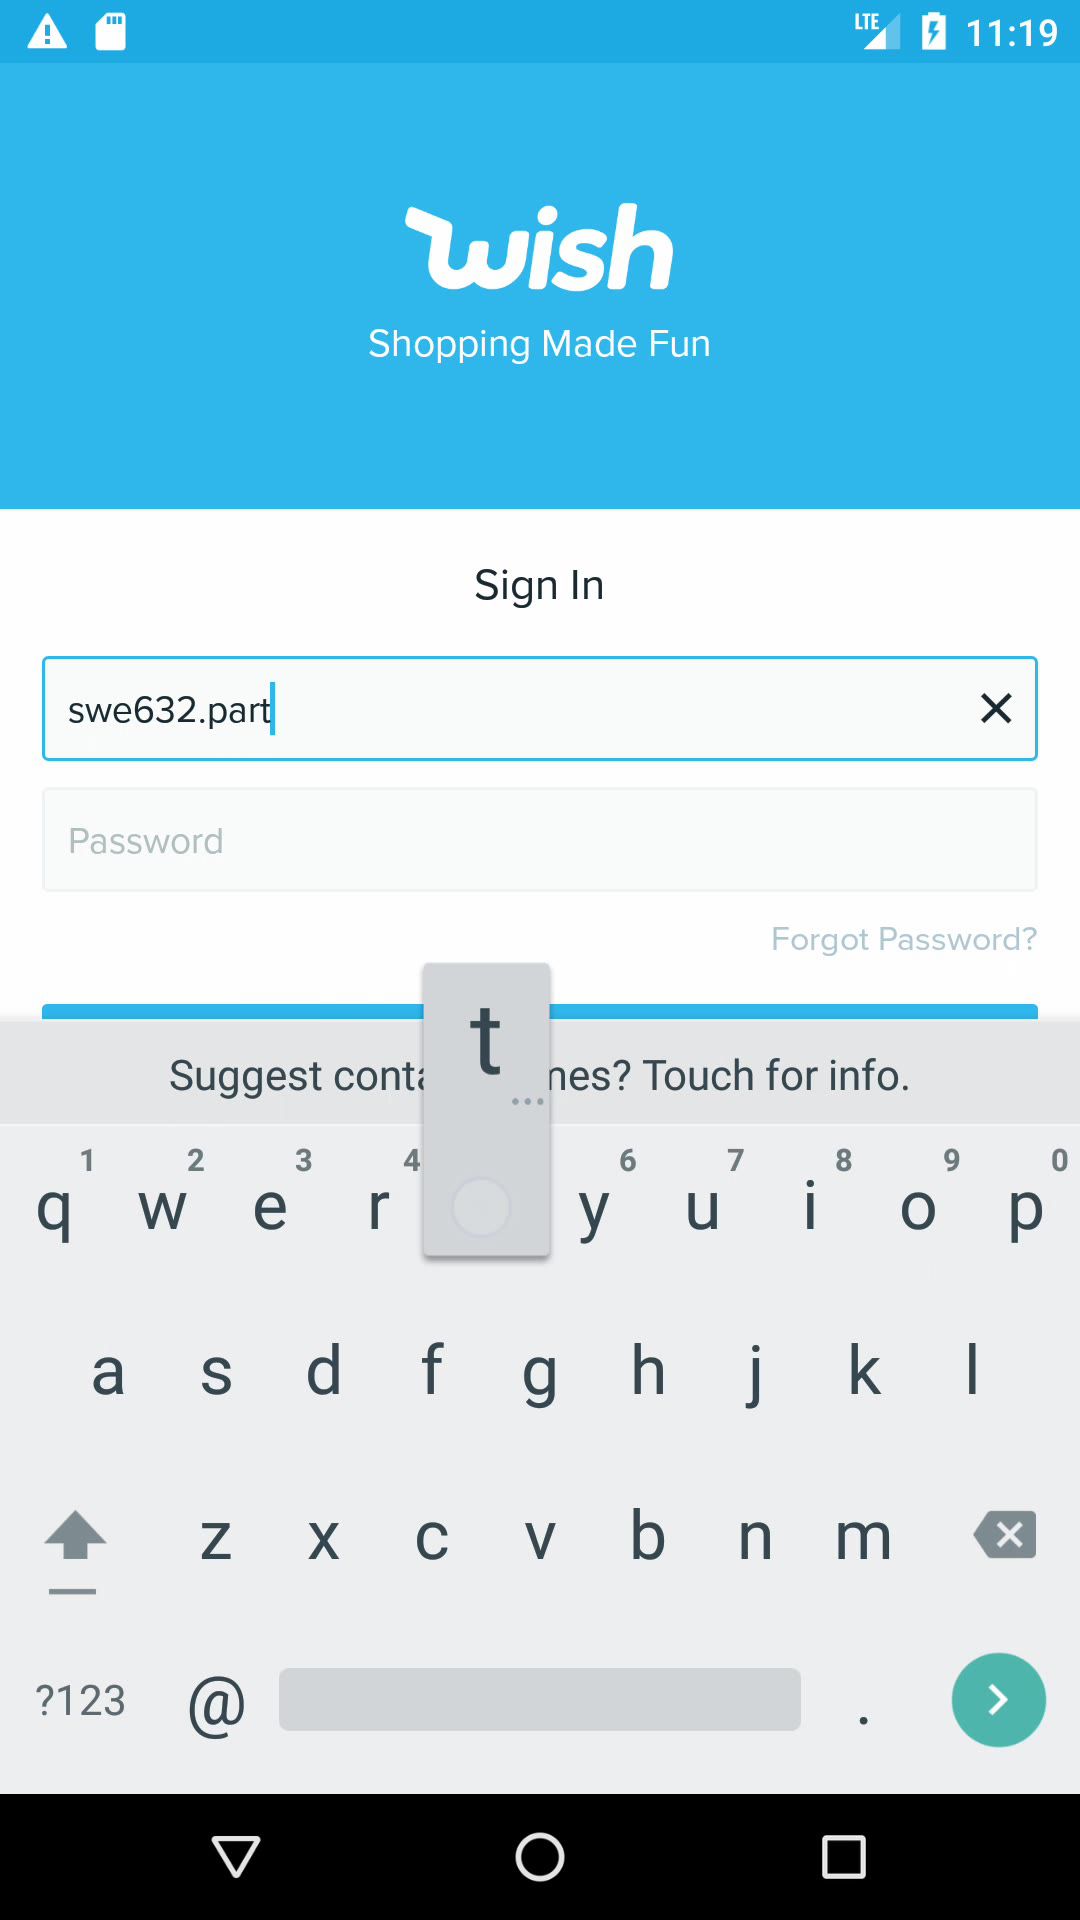 LTE 11:19
wish
Shopping Made Fun
Sign In
swe632.part
Password
Forgot Password?
t
Suggest conta mes? Touch for info.
1 2 3 4 6 7 8 9 0
q w e r y u i o p
a s d f g h j k l
z x c v b n m
?123 @ .